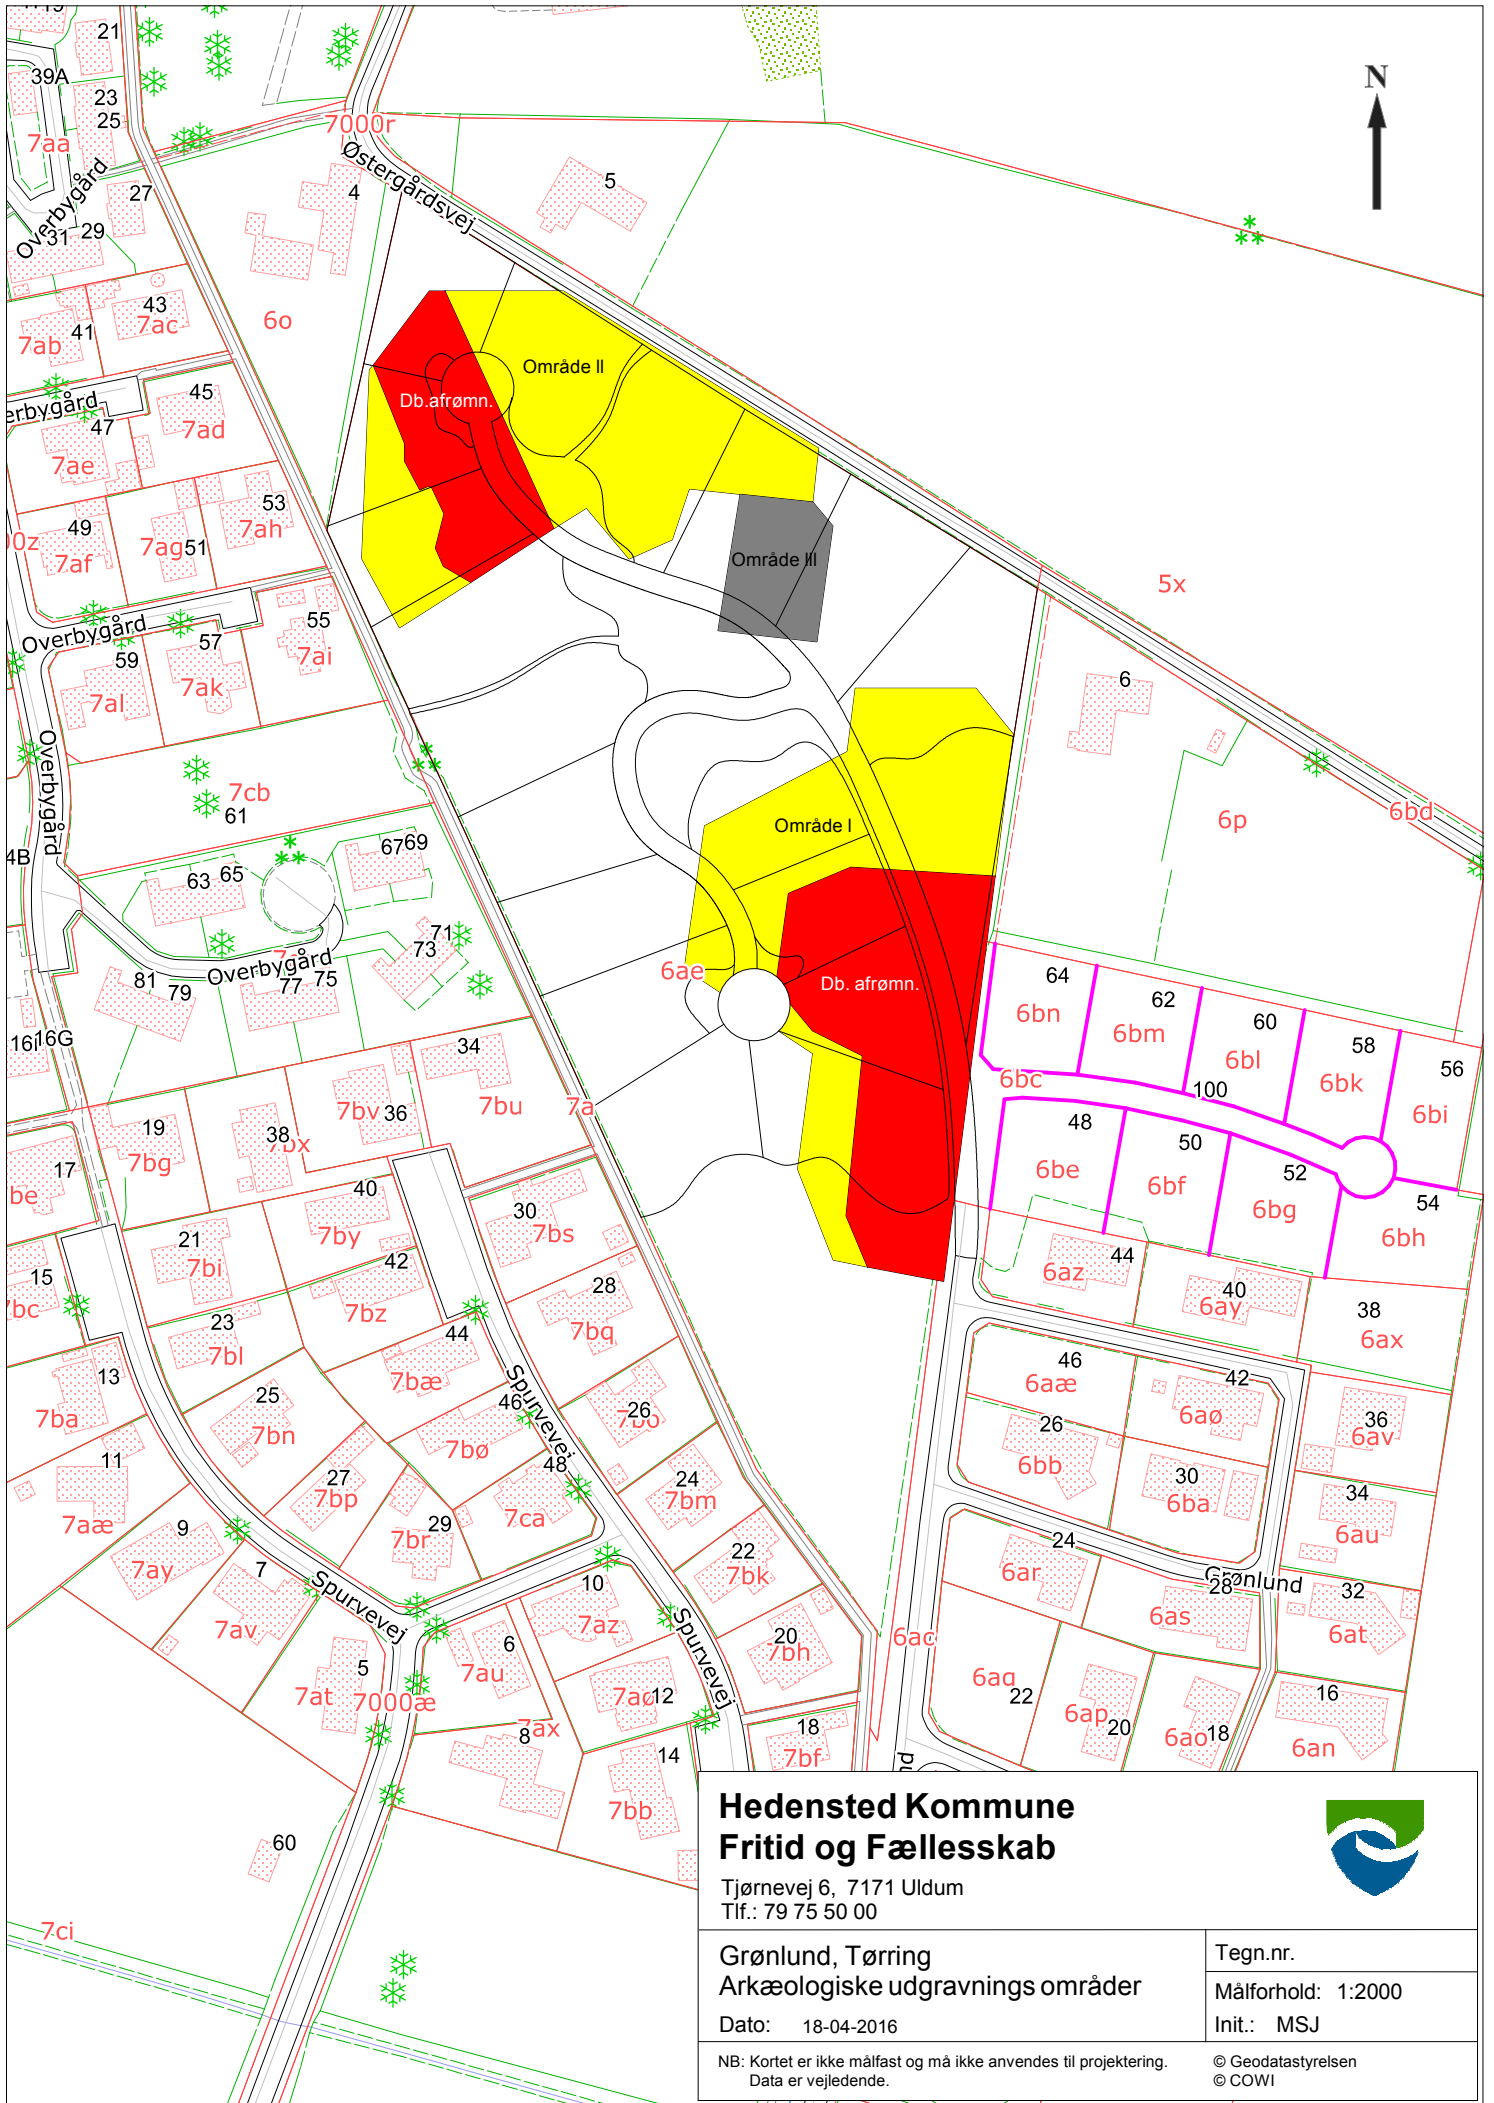 21
39A
23
25
7aa
Overbygård
27
29
31
7000r
Østergårdsvej
4
5
N
43
7ac
41
7ab
6o
Område II
Db.afrømn.
45
7ad
47
7ae
53
7ah
49
7af
7ag
51
Område III
5x
Overbygård
55
7ai
57
7ak
59
7al
6
Overbygård
7cb
61
6p
6bd
Område I
67
69
63
65
71
73
Overbygård
81
79
77
75
6ae
Db. afrømn.
64
6bn
62
6bm
60
6bl
58
6bk
56
6bi
16G
34
7bu
7a
6bc
100
7bv
36
19
7bg
38
7bx
48
6be
50
6bf
52
6bg
54
6bh
17
40
7by
30
7bs
21
7bi
42
7bz
44
6az
40
6ay
38
6ax
15
28
7bq
23
7bl
44
7bæ
46
6aæ
42
6aø
13
7ba
25
7bn
46
7bø
Spurvevej
26
26
6bb
36
6av
11
7aæ
27
7bp
48
7ca
24
7bm
30
6ba
34
6au
9
7ay
29
7br
22
7bk
24
6ar
Grønlund
28
7
7av
Spurvevej
10
7az
Spurvevej
20
7bh
6ac
6as
32
6at
5
7at
7000æ
6
7au
7aø
12
6aq
22
6ap
20
6ao
18
16
6an
7ax
8
14
7bb
18
7bf
60
7ci
Hedensted Kommune
Fritid og Fællesskab
Tjørnevej 6, 7171 Uldum
Tlf.: 79 75 50 00
Grønlund, Tørring
Arkæologiske udgravnings områder
Dato: 18-04-2016
Tegn.nr.
Målforhold: 1:2000
Init.: MSJ
NB: Kortet er ikke målfast og må ikke anvendes til projektering.
Data er vejledende.
© Geodatastyrelsen
© COWI